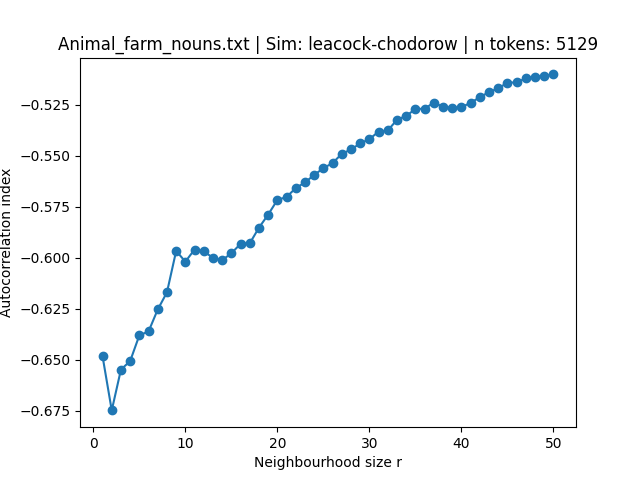 Animal_farm_nouns.txt | Sim: leacock-chodorow | n tokens: 5129
−0.525
−0.550
−0.575
−0.600
−0.625
−0.650
−0.675
Autocorrelation index
0 10 20 30 40 50
Neighbourhood size r